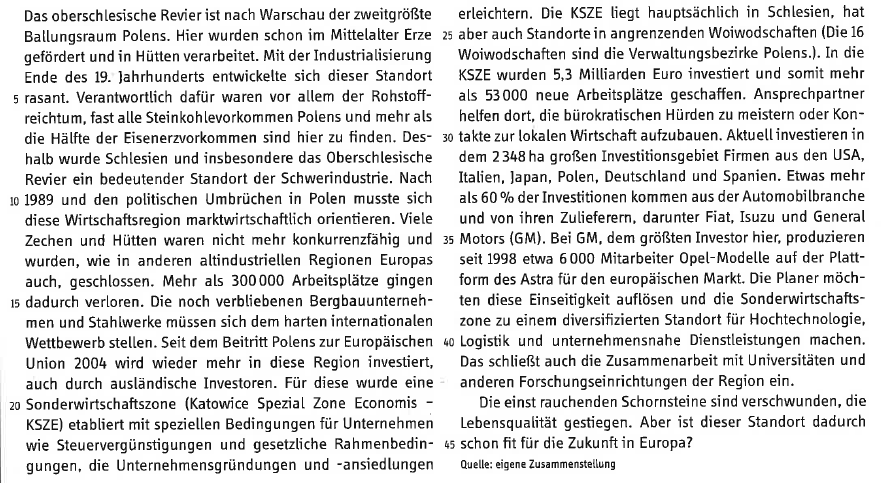 Das oberschlesische Revier ist nach Warschau der zweitgrößte
Ballungsraum Polens. Hier wurden schon im Mittelalter Erze
gefördert und in Hütten verarbeitet. Mit der Industrialisierung
Ende des 19. Jahrhunderts entwickelte sich dieser Standort
5 rasant. Verantwortlich dafür waren vor allem der Rohstoff-
reichtum, fast alle Steinkohlevorkommen Polens und mehr als
die Hälfte der Eisenerzvorkommen sind hier zu finden. Des-
halb wurde Schlesien und insbesondere das Oberschlesische
Revier ein bedeutender Standort der Schwerindustrie. Nach
10 1989 und den politischen Umbrüchen in Polen musste sich
diese Wirtschaftsregion marktwirtschaftlich orientieren. Viele
Zechen und Hütten waren nicht mehr konkurrenzfähig und
wurden, wie in anderen altindustriellen Regionen Europas
auch, geschlossen. Mehr als 300 000 Arbeitsplätze gingen
15 dadurch verloren. Die noch verbliebenen Bergbauunterneh-
men und Stahlwerke müssen sich dem harten internationalen
Wettbewerb stellen. Seit dem Beitritt Polens zur Europäischen
Union 2004 wird wieder mehr in diese Region investiert,
auch durch ausländische Investoren. Für diese wurde eine
20 Sonderwirtschaftszone (Katowice Spezial Zone Economis –
KSZE) etabliert mit speziellen Bedingungen für Unternehmen
wie Steuervergünstigungen und gesetzliche Rahmenbedin-
gungen, die Unternehmensgründungen und -ansiedlungen
erleichtern. Die KSZE liegt hauptsächlich in Schlesien, hat
25 aber auch Standorte in angrenzenden Woiwodschaften (Die 16
Woiwodschaften sind die Verwaltungsbezirke Polens.). In die
KSZE wurden 5,3 Milliarden Euro investiert und somit mehr
als 53 000 neue Arbeitsplätze geschaffen. Ansprechpartner
helfen dort, die bürokratischen Hürden zu meistern oder Kon-
30 takte zur lokalen Wirtschaft aufzubauen. Aktuell investieren in
dem 2 348 ha großen Investitionsgebiet Firmen aus den USA,
Italien, Japan, Polen, Deutschland und Spanien. Etwas mehr
als 60 % der Investitionen kommen aus der Automobilbranche
und von ihren Zulieferern, darunter Fiat, Isuzu und General
35 Motors (GM). Bei GM, dem größten Investor hier, produzieren
seit 1998 etwa 6 000 Mitarbeiter Opel-Modelle auf der Platt-
form des Astra für den europäischen Markt. Die Planer möch-
ten diese Einseitigkeit auflösen und die Sonderwirtschafts-
zone zu einem diversifizierten Standort für Hochtechnologie,
40 Logistik und unternehmensnahe Dienstleistungen machen.
Das schließt auch die Zusammenarbeit mit Universitäten und
anderen Forschungseinrichtungen der Region ein.
Die einst rauchenden Schornsteine sind verschwunden, die
Lebensqualität gestiegen. Aber ist dieser Standort dadurch
45 schon fit für die Zukunft in Europa?
Quelle: eigene Zusammenstellung